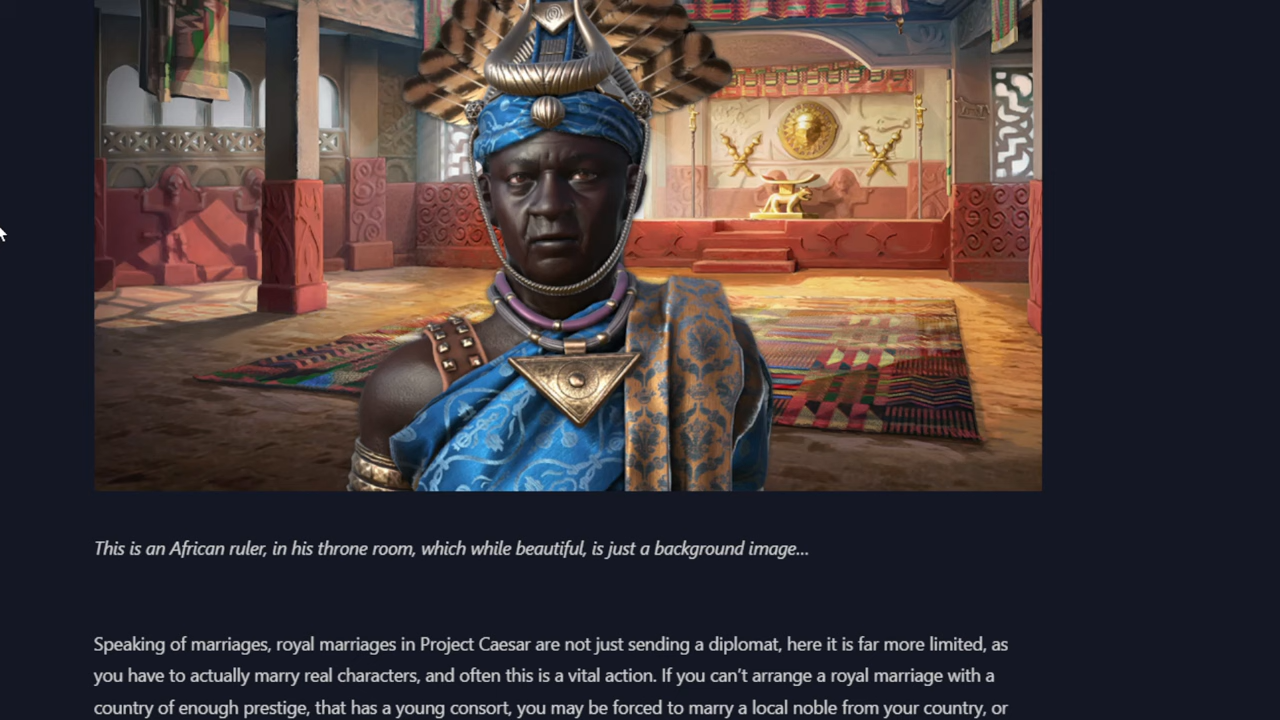 This is an African ruler, in his throne room, which while beautiful, is just a background image...
Speaking of marriages, royal marriages in Project Caesar are not just sending a diplomat, here it is far more limited, as
you have to actually marry real characters, and often this is a vital action. If you can’t arrange a royal marriage with a
country of enough prestige, that has a young consort, you may be forced to marry a local noble from your country, or